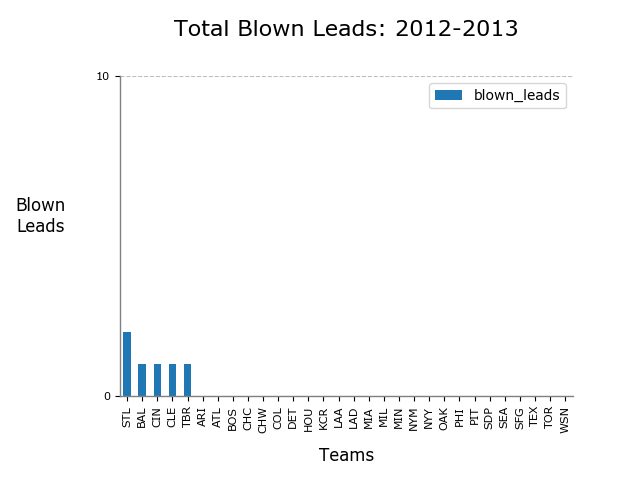 Total Blown Leads: 2012-2013
10
blown_leads
Blown
Leads
0
STL
BAL
CIN
CLE
TBR
ARI
ATL
BOS
CHC
CHW
COL
DET
HOU
KCR
LAA
LAD
MIA
MIL
MIN
NYM
NYY
OAK
PHI
PIT
SDP
SEA
SFG
TEX
TOR
WSN
Teams